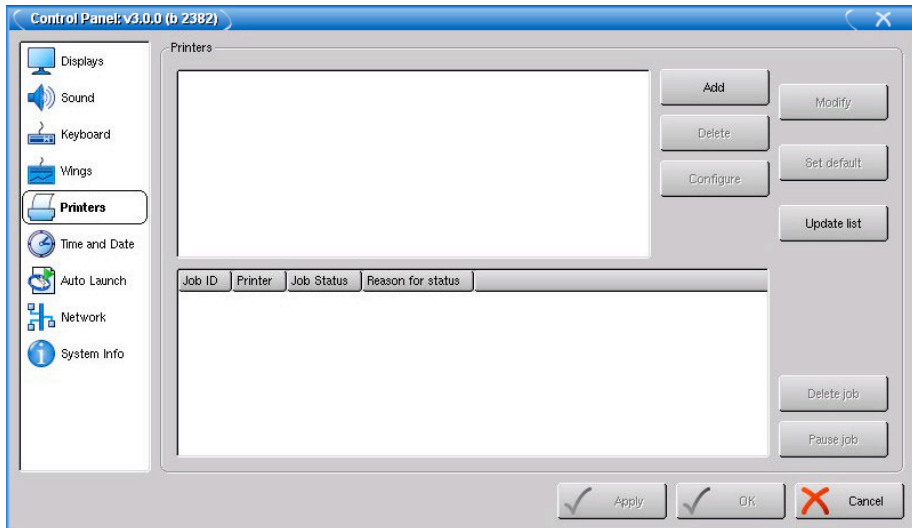 Control Panel: v3.0.0 (b 2382)
Displays
Sound
Keyboard
Wings
Printers
Time and Date
Auto Launch
Network
System Info
Printers
Add
Delete
Configure
Modify
Set default
Update list
Job ID Printer Job Status Reason for status
Delete job
Pause job
Apply OK Cancel